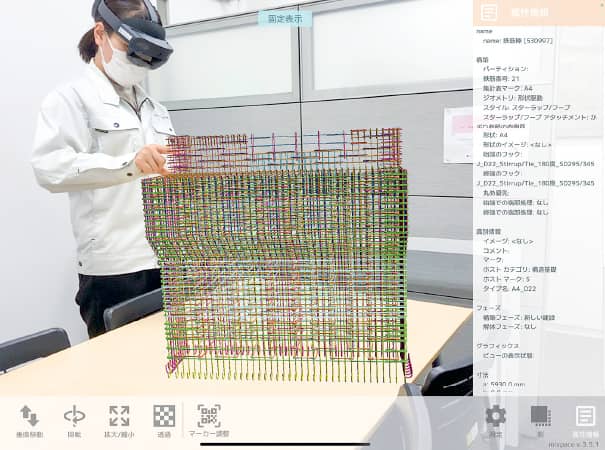 固定表示
属性情報
name
name: 鉄筋棒 [530997]
構築
パーティション:
鉄筋番号: 21
集計表マーク: A4
ジオメトリ: 形状駆動
スタイル: スターラップ/フープ
スターラップ/フープ アタッチメント: か
形状: A4
形状のイメージ: <なし>
始端のフック:
J_D22_Stirrup/Tie_180度_SD295/345
終端のフック:
J_D22_Stirrup/Tie_180度_SD295/345
丸め優先:
始端での端部処理: なし
終端での端部処理: なし
識別情報
イメージ: <なし>
コメント:
マーク:
ホスト カテゴリ: 構造基礎
ホスト マーク: 5
タイプ名: A4_D22
フェーズ
構築フェーズ: 新しい建設
解体フェーズ: なし
グラフィックス
ビューの表示状態:
寸法
a: 5930.0 mm
垂直移動
回転
拡大/縮小
透過
マーカー調整
設定
影
属性情報
mixpace v.3.5.1